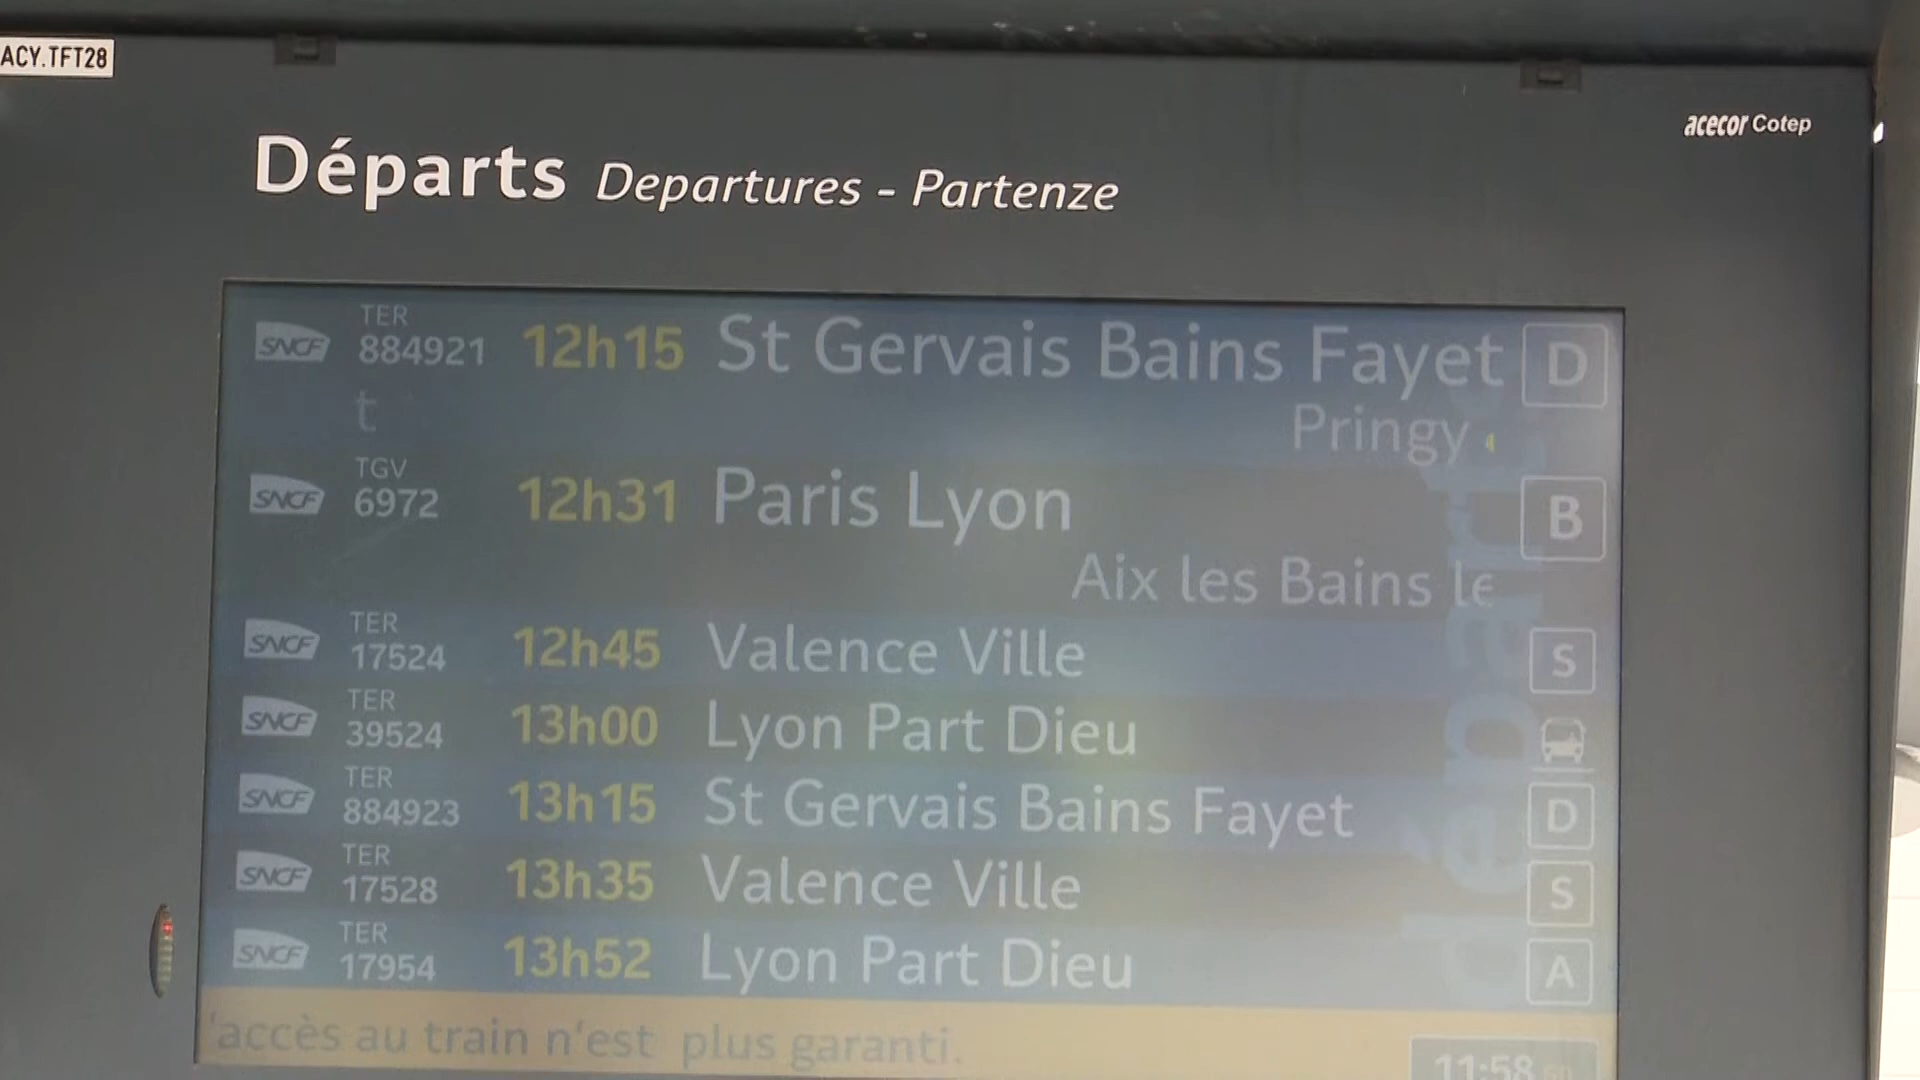 ACY.TFT28
acecor Cotep
Départs Departures - Partenze
SNCF TER 884921 12h15 St Gervais Bains Fayet D
t Pringy
SNCF TGV 6972 12h31 Paris Lyon B
Aix les Bains le
SNCF TER 17524 12h45 Valence Ville S
SNCF TER 39524 13h00 Lyon Part Dieu
SNCF TER 884923 13h15 St Gervais Bains Fayet D
SNCF TER 17528 13h35 Valence Ville S
SNCF TER 17954 13h52 Lyon Part Dieu A
départs
'accès au train n'est plus garanti.
11:58